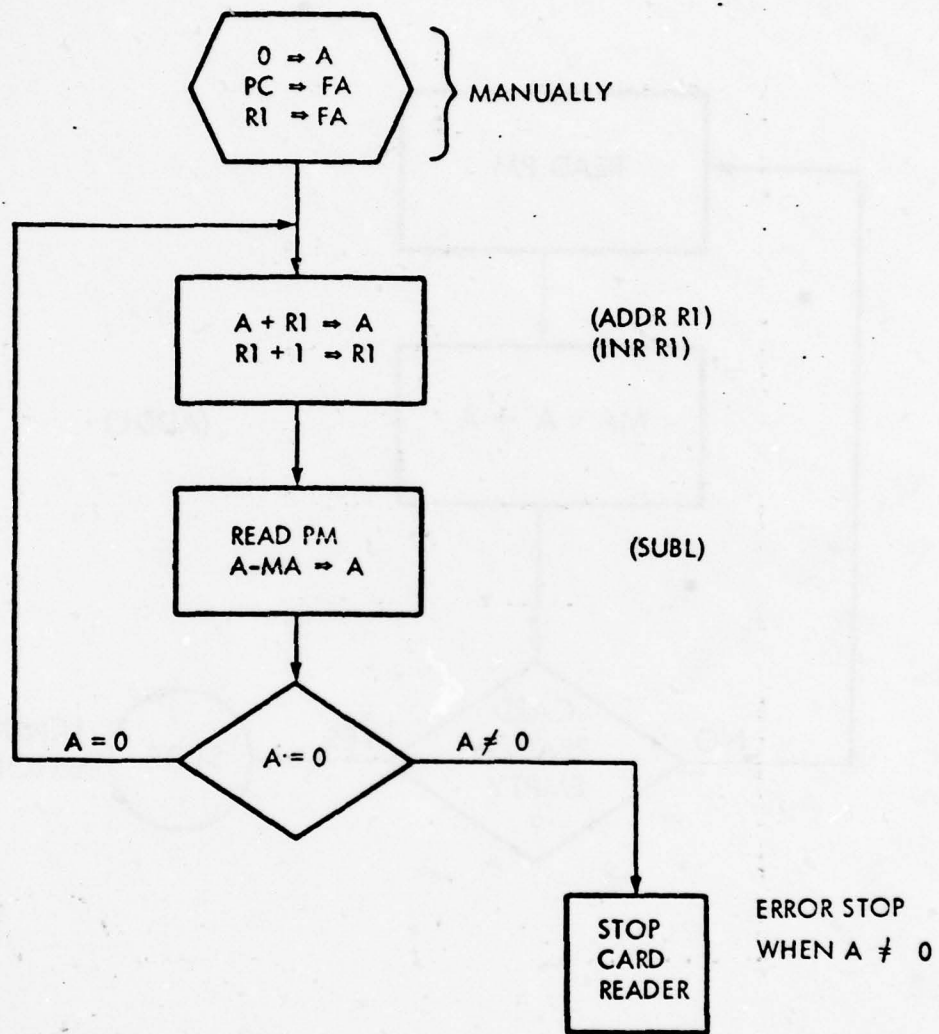 0 ⇒ A
PC ⇒ FA
R1 ⇒ FA
MANUALLY
A + R1 ⇒ A
R1 + 1 ⇒ R1
(ADDR R1)
(INR R1)
READ PM
A-MA ⇒ A
(SUBL)
A = 0
A = 0
A ≠ 0
STOP
CARD
READER
ERROR STOP
WHEN A ≠ 0